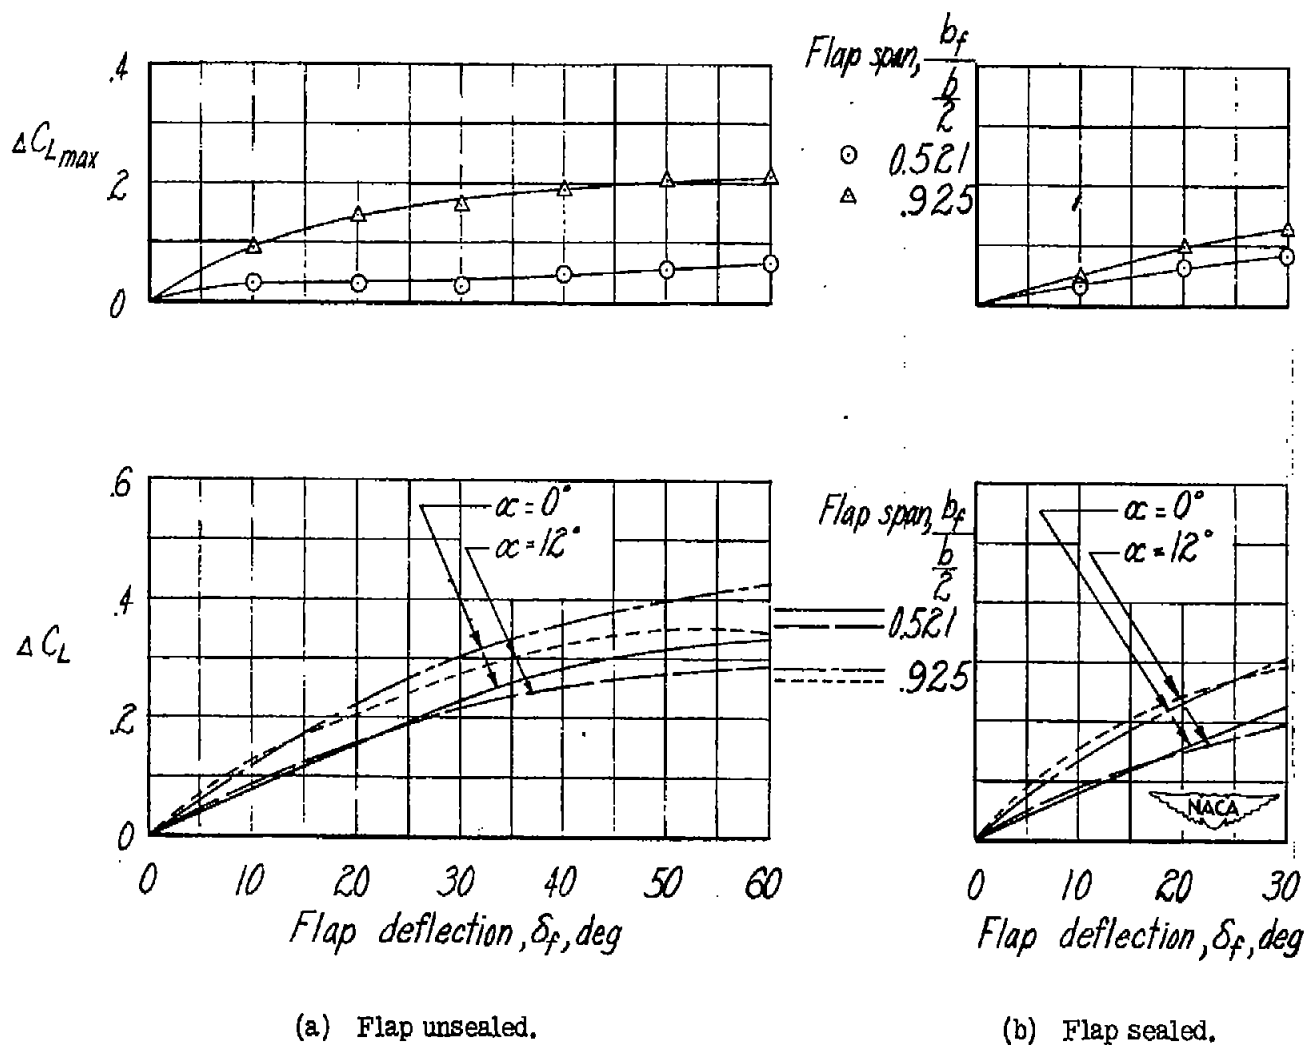 .4
ΔC_Lmax
.2
0
Flap span, b_f
b
2
0.521
.925
.6
α = 0°
α = 12°
.4
ΔC_L
.2
0
Flap span, b_f
b
2
0.521
.925
α = 0°
α = 12°
NACA
0 10 20 30 40 50 60
Flap deflection, δ_f, deg
0 10 20 30
Flap deflection, δ_f, deg
(a) Flap unsealed.
(b) Flap sealed.